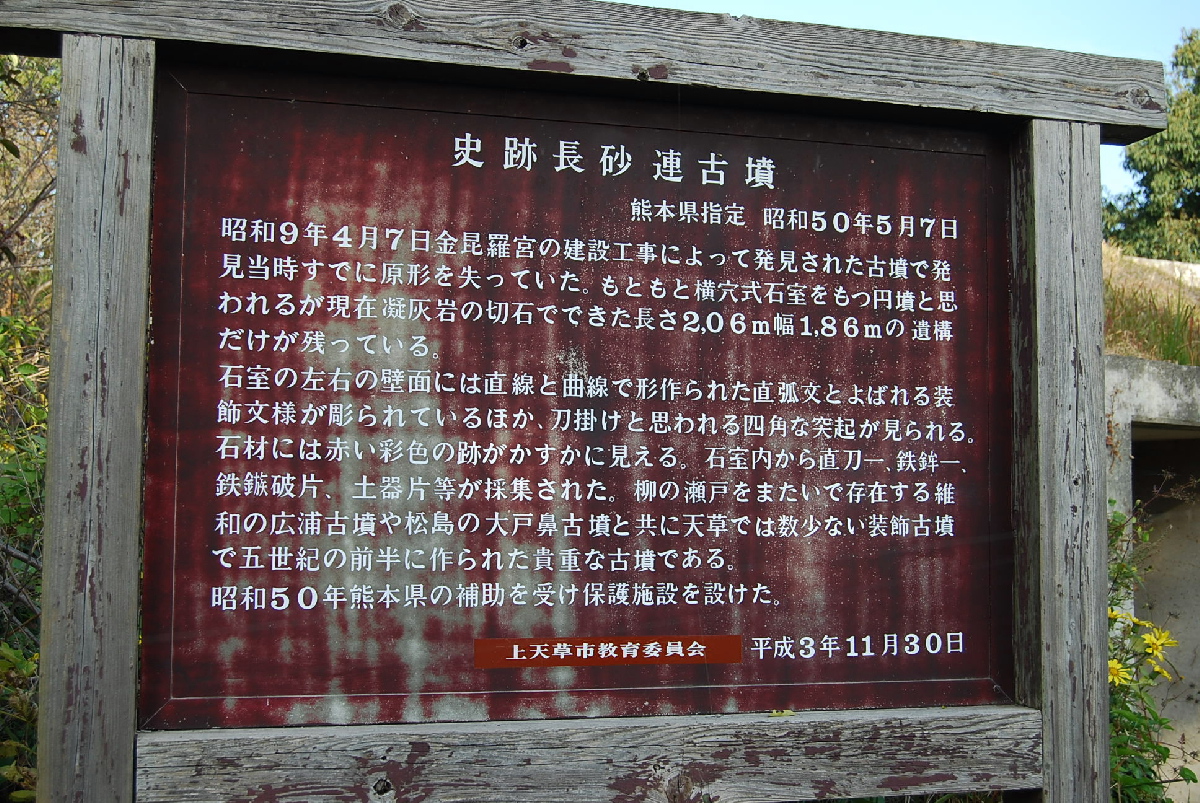 史跡長砂連古墳
熊本県指定 昭和50年5月7日
昭和9年4月7日金毘羅宮の建設工事によって発見された古墳で発
見当時すでに原形を失っていた。もともと横穴式石室をもつ円墳と思
われるが現在凝灰岩の切石でできた長さ2,06m幅1,86mの遺構
だけが残っている。
石室の左右の壁面には直線と曲線で形作られた直弧文とよばれる装
飾文様が彫られているほか、刀掛けと思われる四角な突起が見られる。
石材には赤い彩色の跡がかすかに見える。石室内から直刀一、鉄鉾一、
鉄鏃破片、土器片等が採集された。柳の瀬戸をまたいで存在する維
和の広浦古墳や松島の大戸鼻古墳と共に天草では数少ない装飾古墳
で五世紀の前半に作られた貴重な古墳である。
昭和50年熊本県の補助を受け保護施設を設けた。
上天草市教育委員会 平成3年11月30日